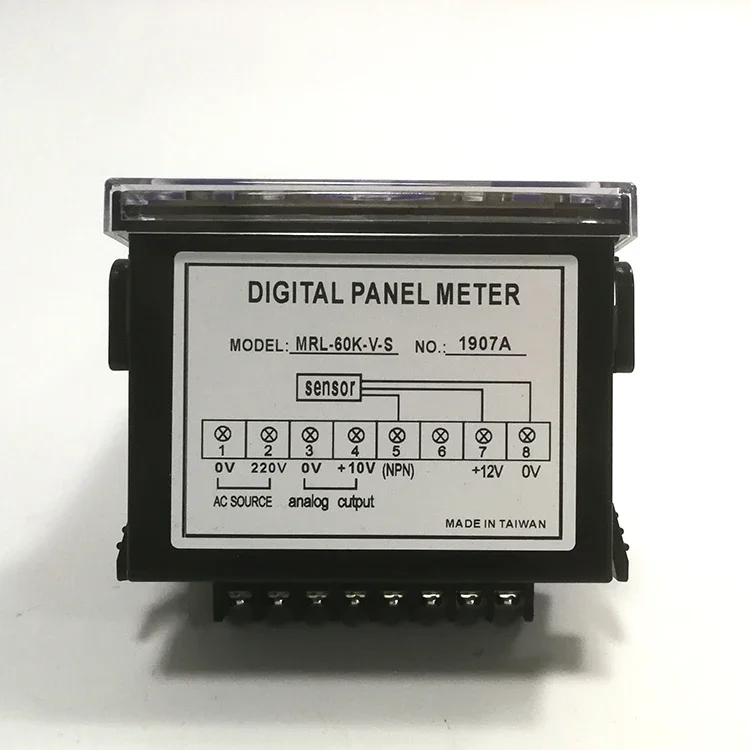 DIGITAL PANEL METER
MODEL: MRL-60K-V-S NO.: 1907A
sensor
1 2 3 4 5 6 7 8
0V 220V 0V +10V (NPN) +12V 0V
AC SOURCE analog cutput
MADE IN TAIWAN